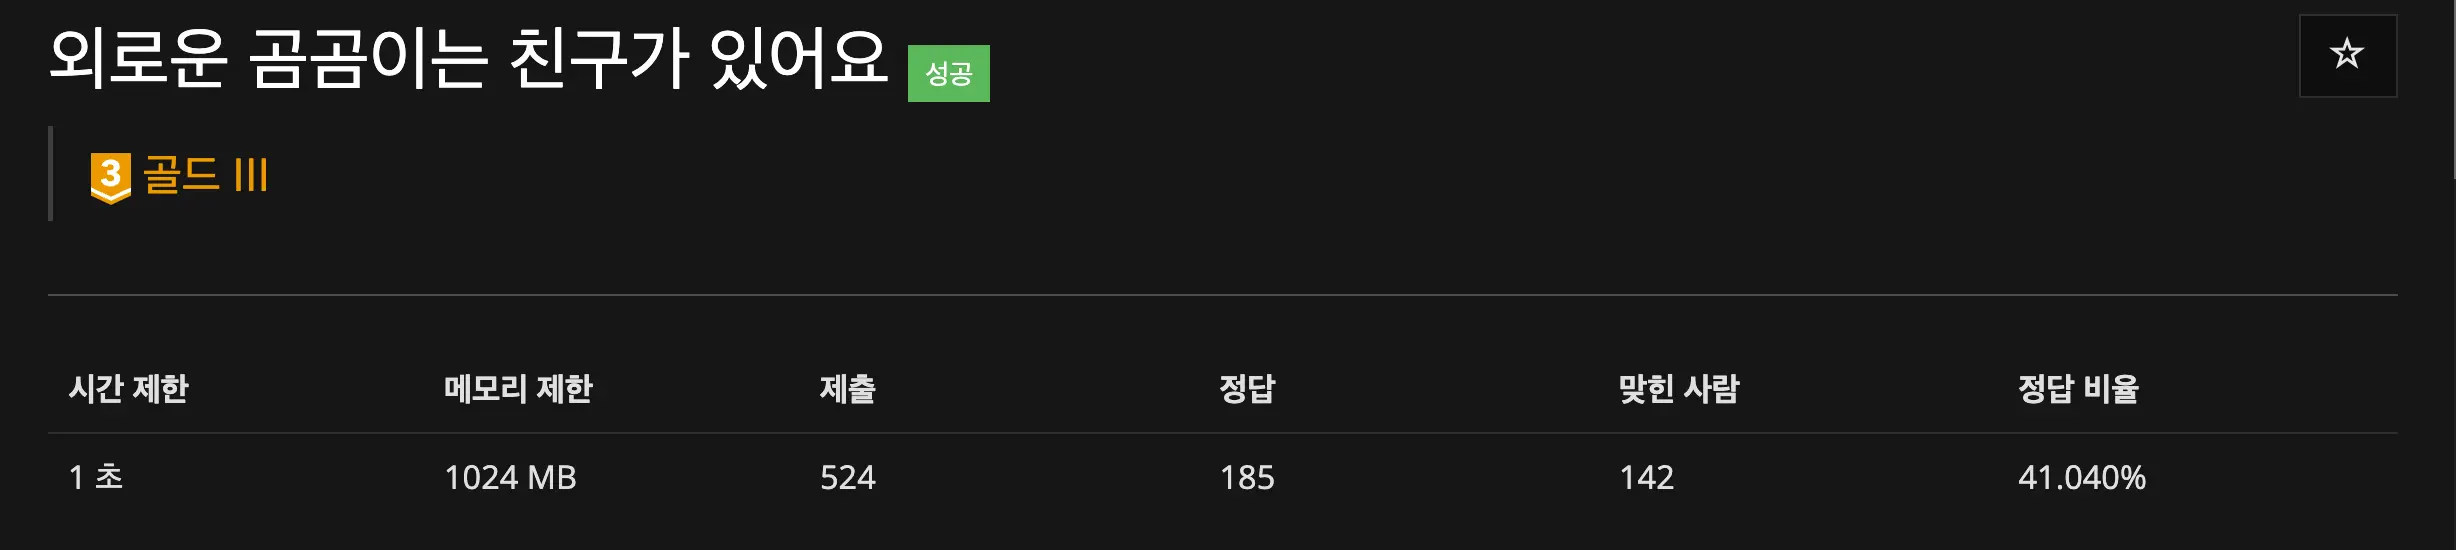 외로운 곰곰이는 친구가 있어요 성공
3 골드 III
시간 제한 메모리 제한 제출 정답 맞힌 사람 정답 비율
1 초 1024 MB 524 185 142 41.040%